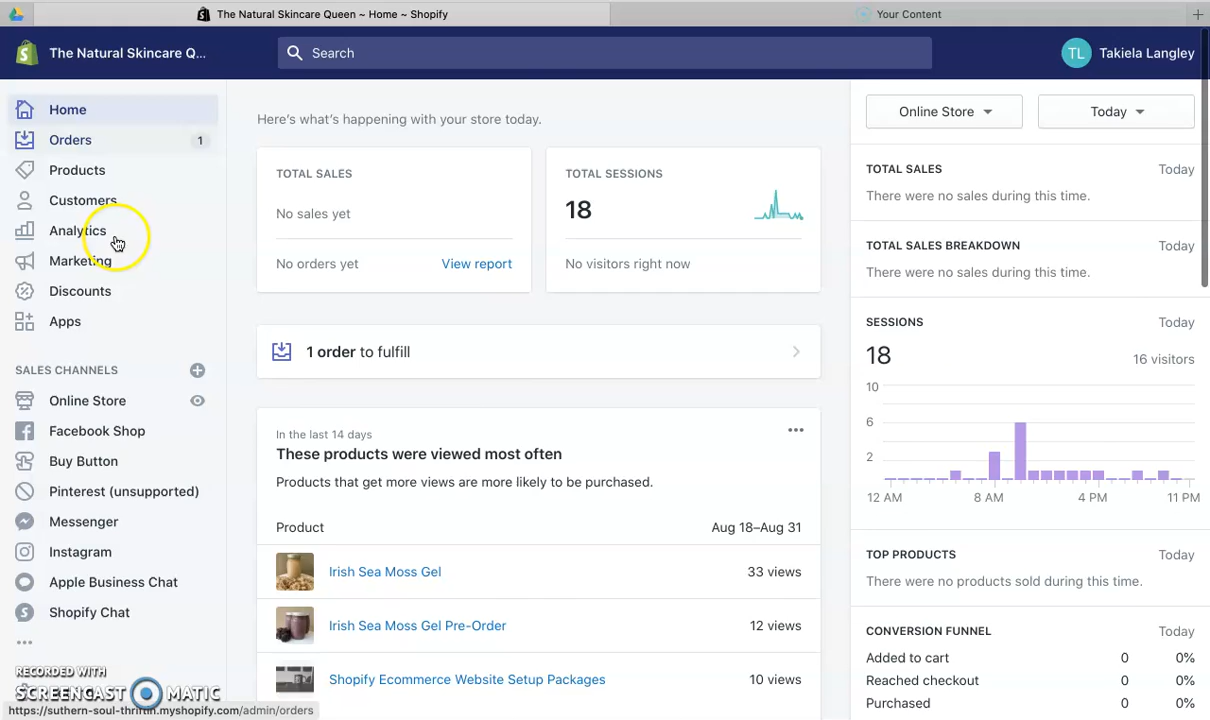 The Natural Skincare Queen ~ Home ~ Shopify
Your Content
The Natural Skincare Q...
Search
TL
Takiela Langley
Home
Orders
1
Products
Customers
Analytics
Marketing
Discounts
Apps
SALES CHANNELS
Online Store
Facebook Shop
Buy Button
Pinterest (unsupported)
Messenger
Instagram
Apple Business Chat
Shopify Chat
RECORDED WITH
SCREENCAST MATIC
https://suthern-soul-thriftin.myshopify.com/admin/orders
Here's what's happening with your store today.
TOTAL SALES
No sales yet
No orders yet
View report
TOTAL SESSIONS
18
No visitors right now
1 order to fulfill
In the last 14 days
These products were viewed most often
Products that get more views are more likely to be purchased.
Product
Aug 18–Aug 31
Irish Sea Moss Gel
33 views
Irish Sea Moss Gel Pre-Order
12 views
Shopify Ecommerce Website Setup Packages
10 views
Online Store
Today
TOTAL SALES
Today
There were no sales during this time.
TOTAL SALES BREAKDOWN
Today
There were no sales during this time.
SESSIONS
Today
18
16 visitors
10
6
2
12 AM
8 AM
4 PM
11 PM
TOP PRODUCTS
Today
There were no products sold during this time.
CONVERSION FUNNEL
Today
Added to cart
0
0%
Reached checkout
0
0%
Purchased
0
0%